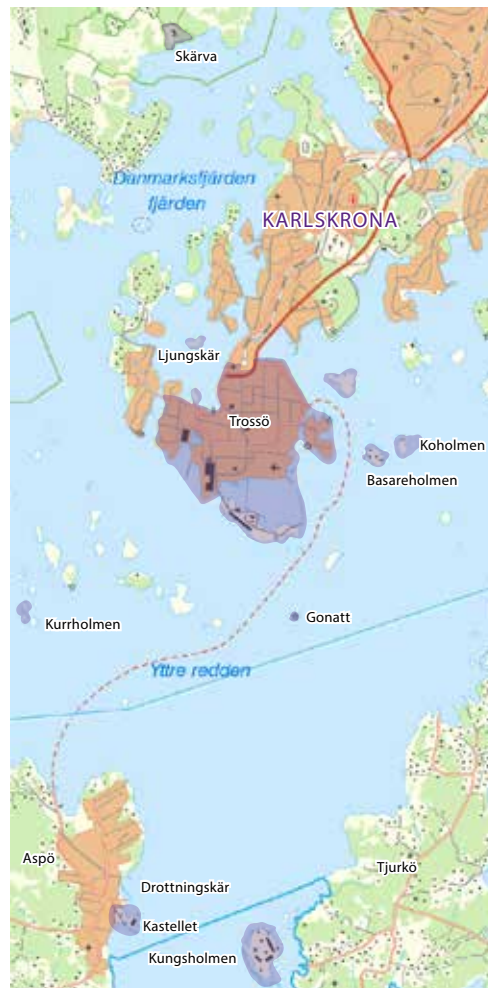 Skärva
Danmarksfjärden
fjärden
KARLSKRONA
Ljungskär
Trossö
Koholmen
Basareholmen
Kurrholmen
Gonatt
Yttre redden
Aspö
Tjurkö
Drottningskär
Kastellet
Kungsholmen